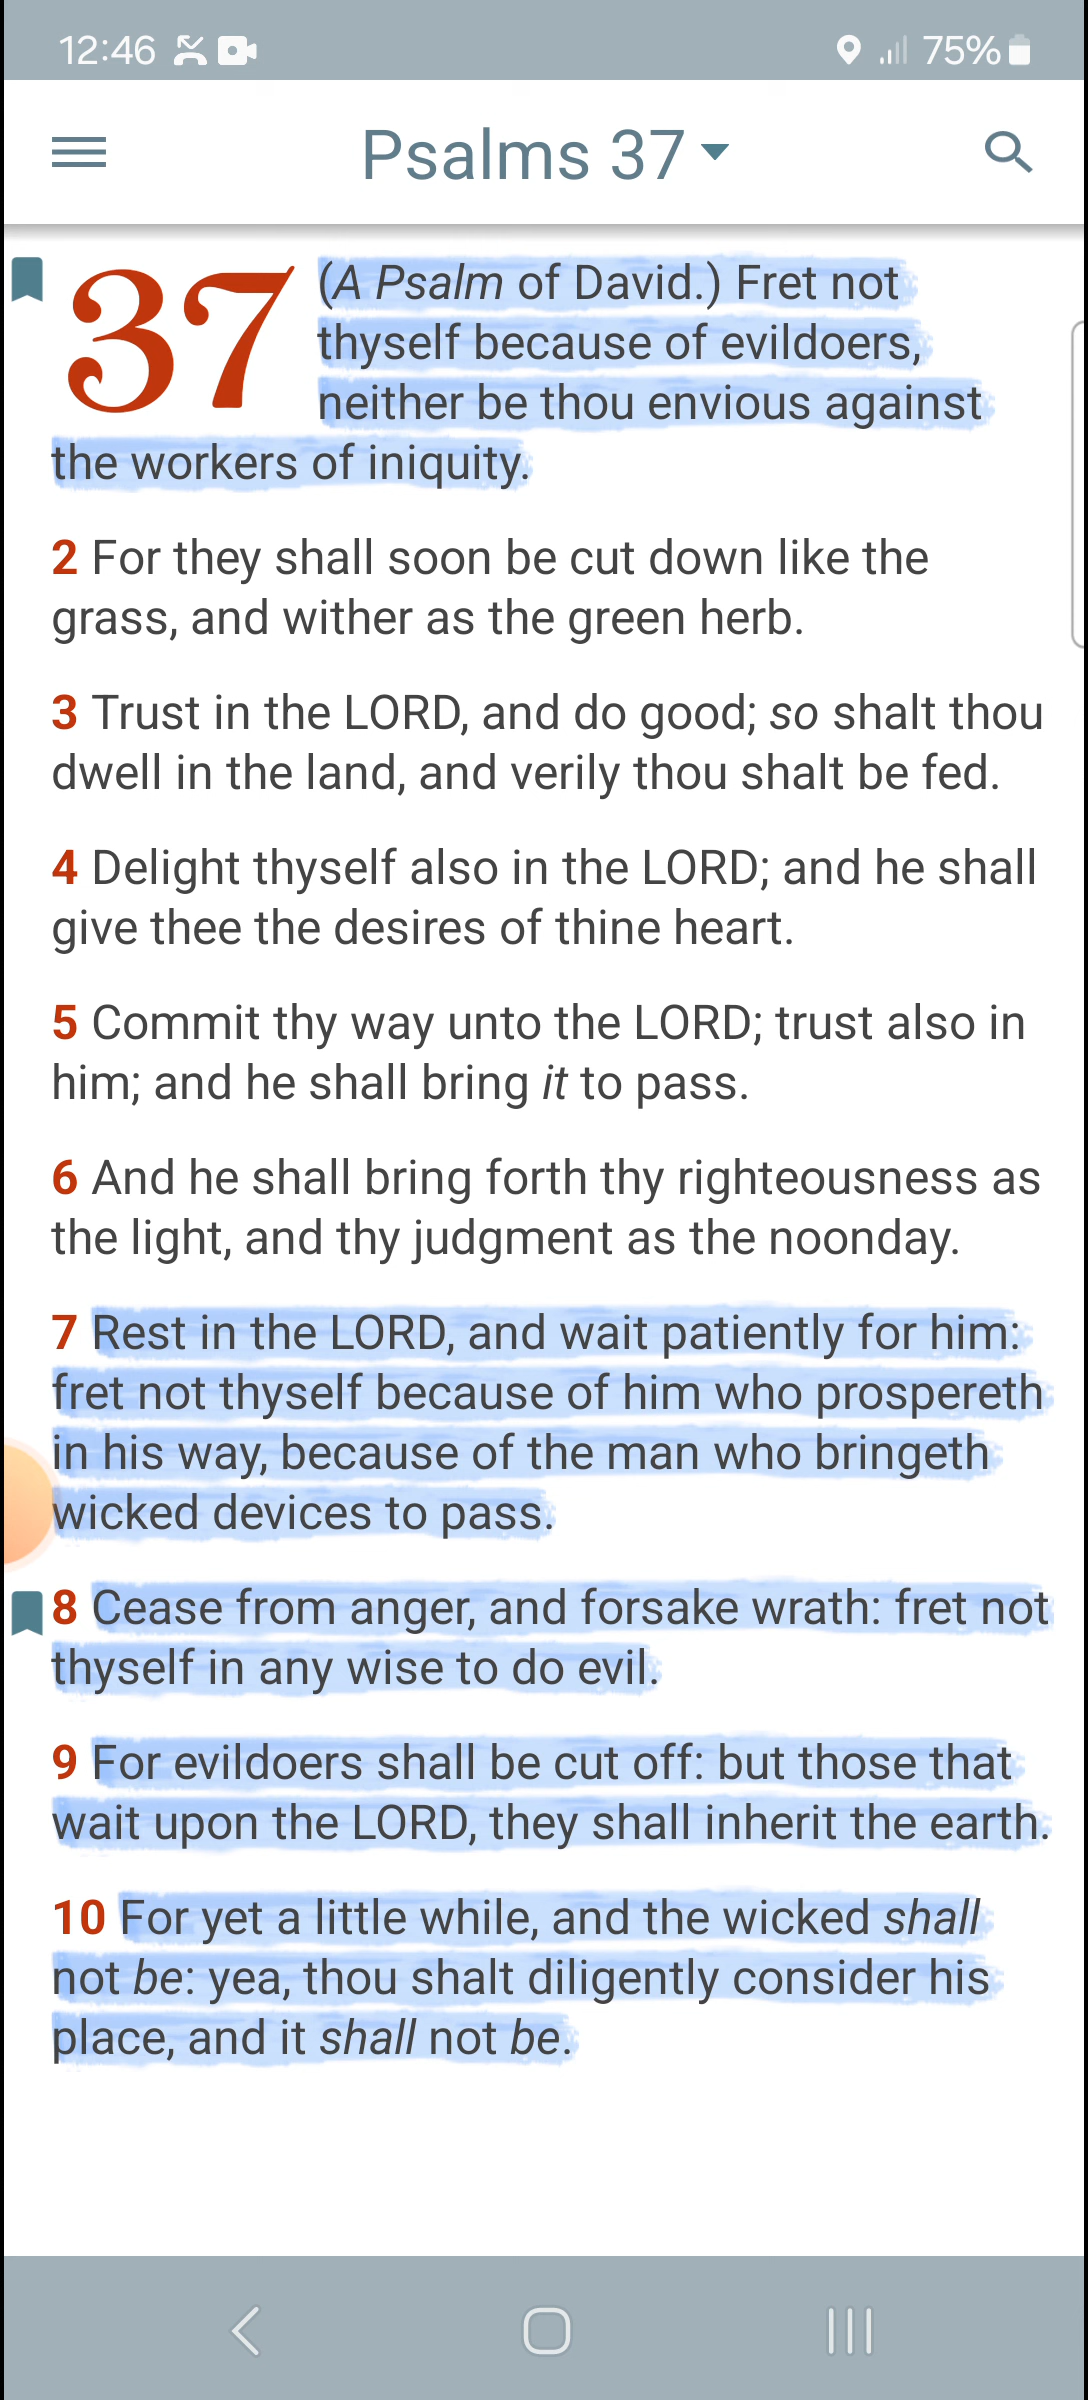 12:46
75%
Psalms 37
37 (A Psalm of David.) Fret not
thyself because of evildoers,
neither be thou envious against
the workers of iniquity.
2 For they shall soon be cut down like the
grass, and wither as the green herb.
3 Trust in the LORD, and do good; so shalt thou
dwell in the land, and verily thou shalt be fed.
4 Delight thyself also in the LORD; and he shall
give thee the desires of thine heart.
5 Commit thy way unto the LORD; trust also in
him; and he shall bring it to pass.
6 And he shall bring forth thy righteousness as
the light, and thy judgment as the noonday.
7 Rest in the LORD, and wait patiently for him:
fret not thyself because of him who prospereth
in his way, because of the man who bringeth
wicked devices to pass.
8 Cease from anger, and forsake wrath: fret not
thyself in any wise to do evil.
9 For evildoers shall be cut off: but those that
wait upon the LORD, they shall inherit the earth.
10 For yet a little while, and the wicked shall
not be: yea, thou shalt diligently consider his
place, and it shall not be.